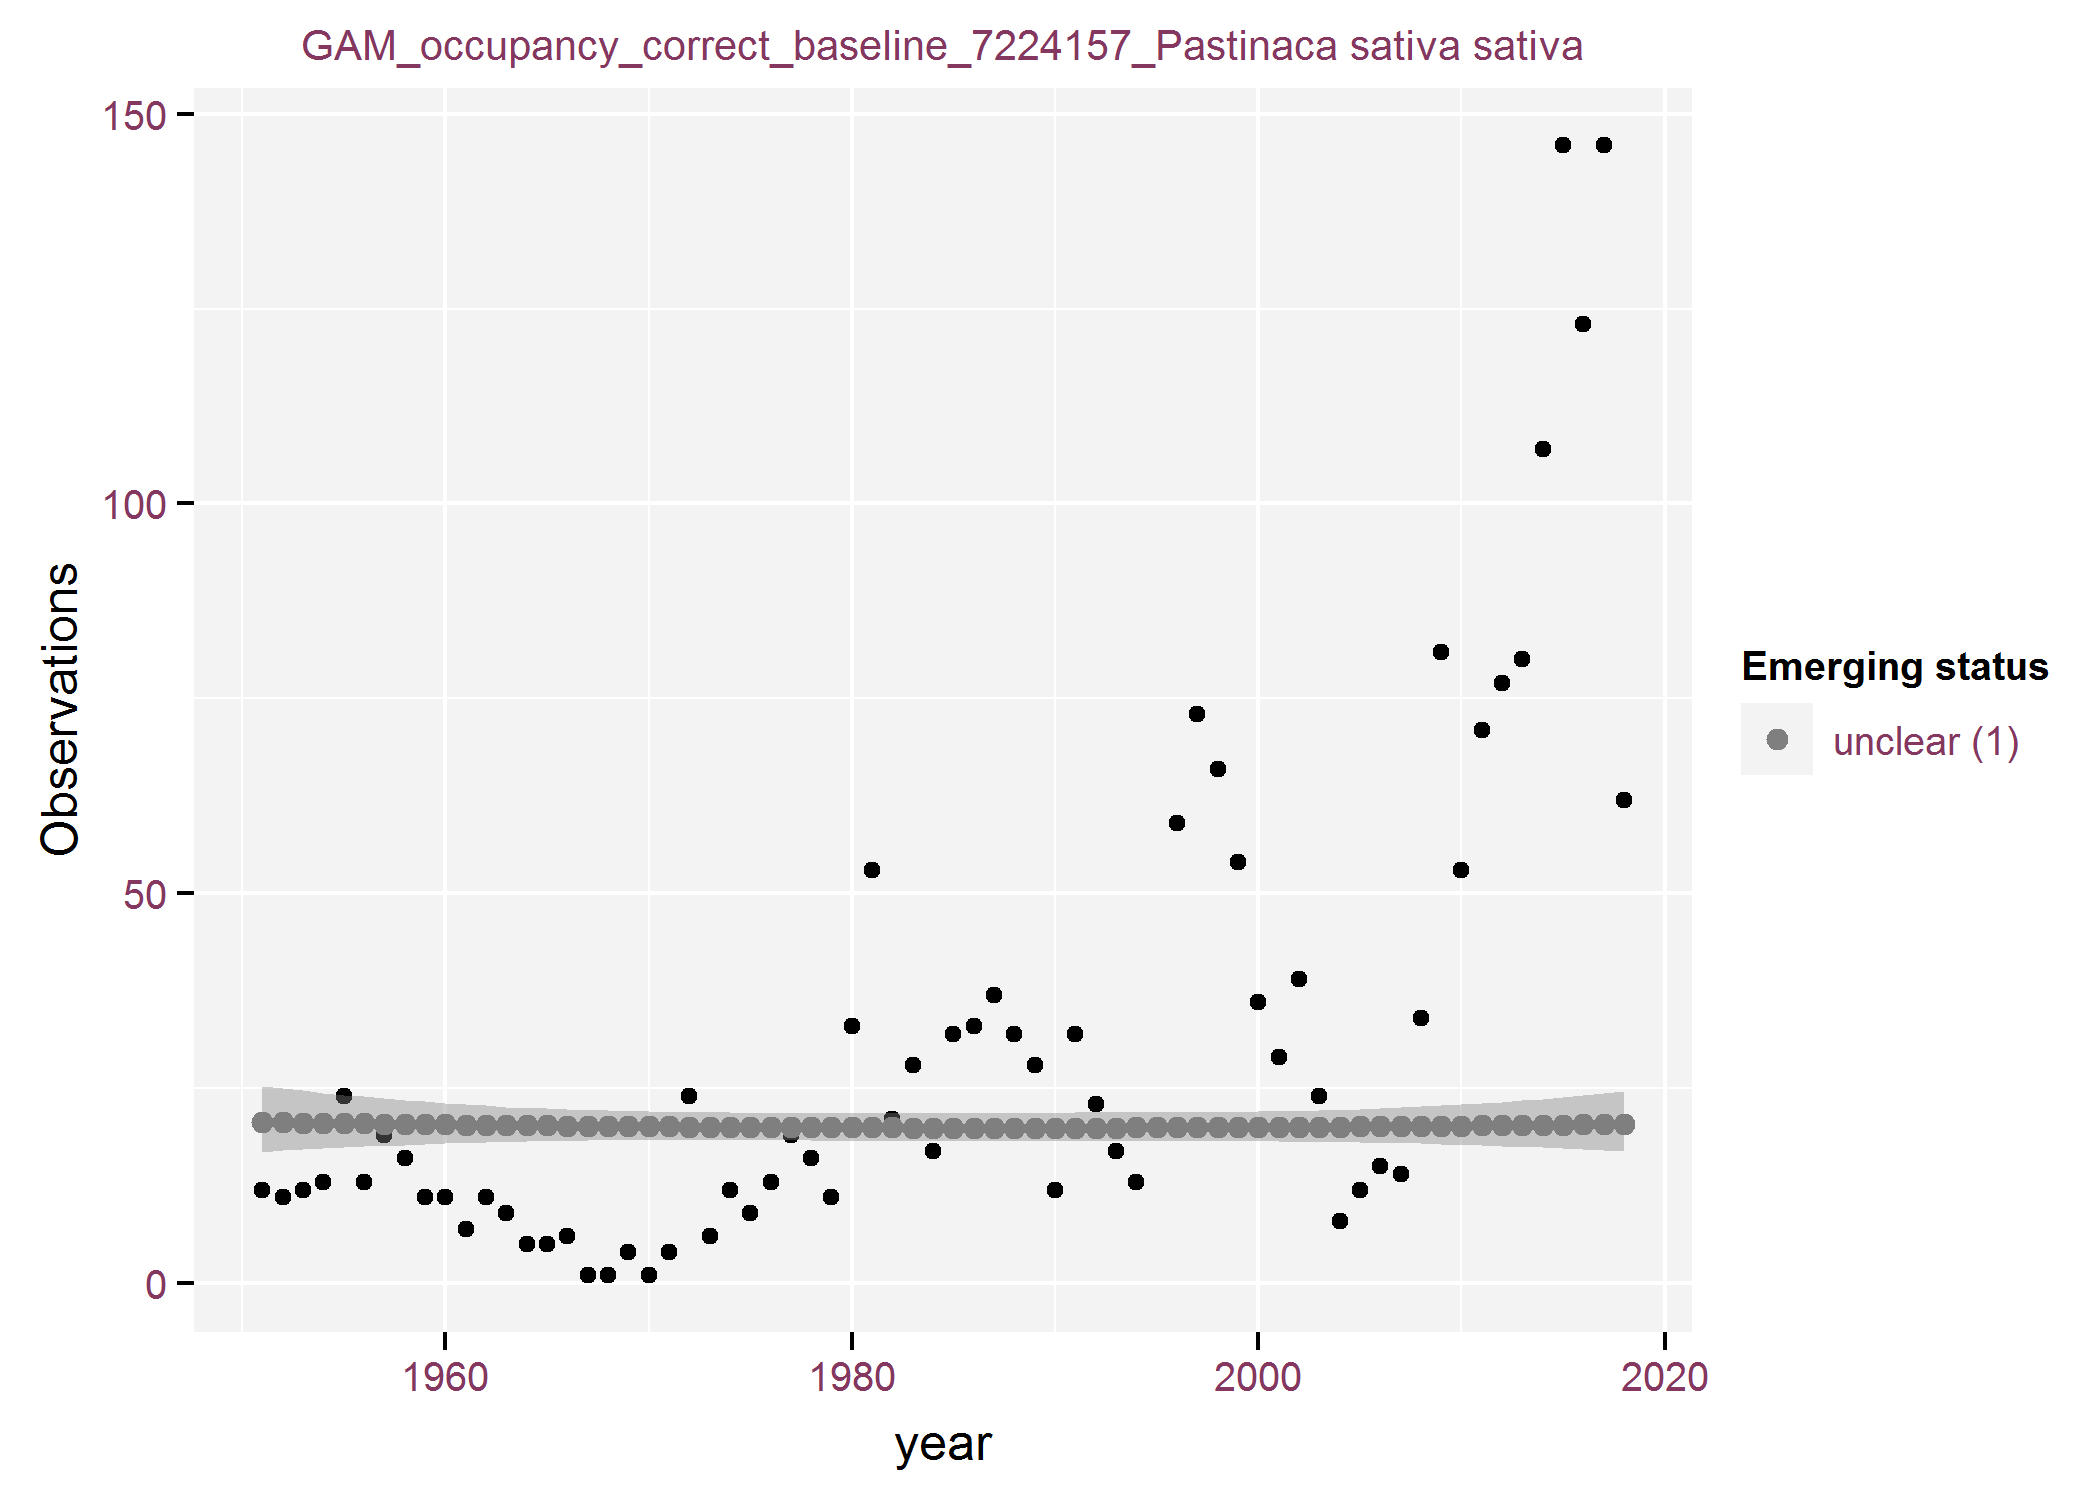 GAM_occupancy_correct_baseline_7224157_Pastinaca sativa sativa
150
100
50
0
Observations
1960
1980
2000
2020
year
Emerging status
unclear (1)